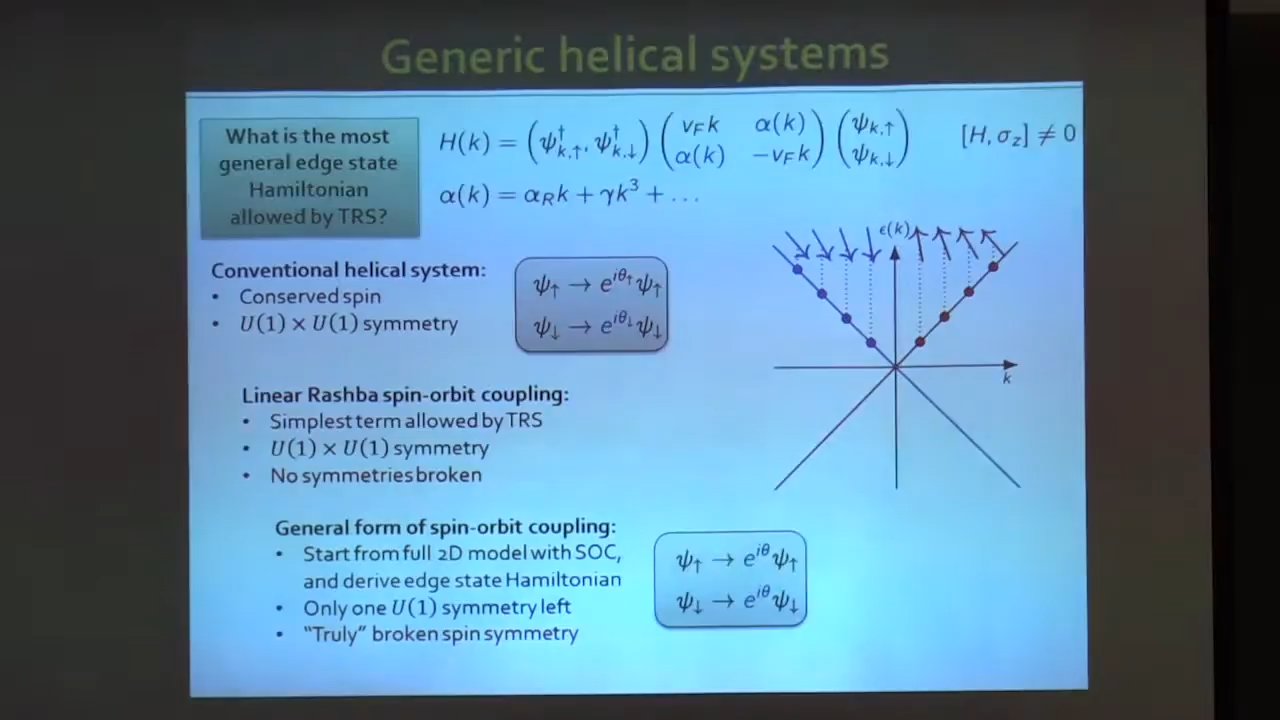 Generic helical systems
What is the most
general edge state
Hamiltonian
allowed by TRS?
H(k) = (ψ†k,↑, ψ†k,↓) ( vFk α(k) ; α(k) −vFk ) ( ψk,↑ ; ψk,↓ )
[H, σz] ≠ 0
α(k) = αRk + γk³ + …
Conventional helical system:
• Conserved spin
• U(1) × U(1) symmetry
ψ↑ → e^{iθ↑} ψ↑
ψ↓ → e^{iθ↓} ψ↓
ϵ(k)
k
Linear Rashba spin-orbit coupling:
• Simplest term allowed by TRS
• U(1) × U(1) symmetry
• No symmetries broken
General form of spin-orbit coupling:
• Start from full 2D model with SOC,
and derive edge state Hamiltonian
• Only one U(1) symmetry left
• “Truly” broken spin symmetry
ψ↑ → e^{iθ} ψ↑
ψ↓ → e^{iθ} ψ↓